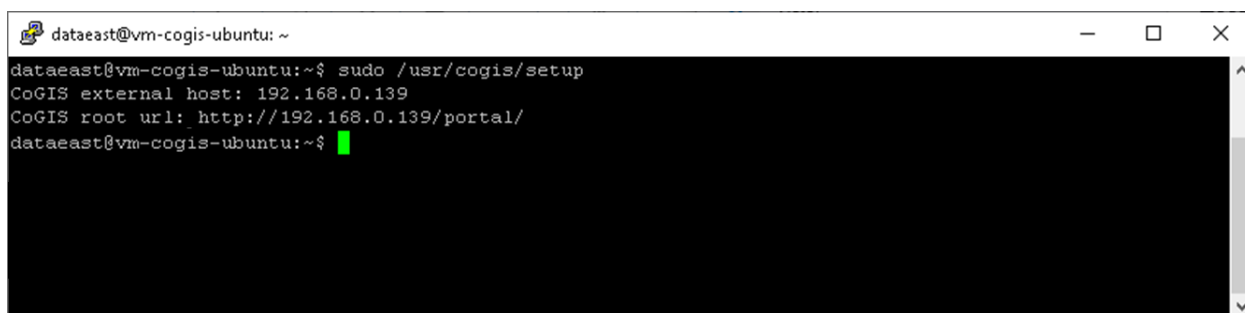 dataeast@vm-cogis-ubuntu: ~
dataeast@vm-cogis-ubuntu:~$ sudo /usr/cogis/setup
CoGIS external host: 192.168.0.139
CoGIS root url: http://192.168.0.139/portal/
dataeast@vm-cogis-ubuntu:~$